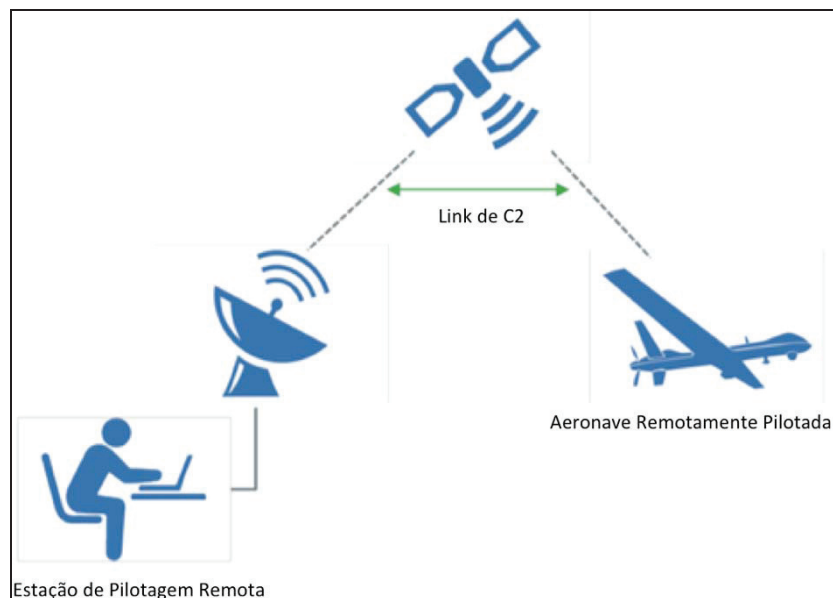 Link de C2
Aeronave Remotamente Pilotada
Estação de Pilotagem Remota